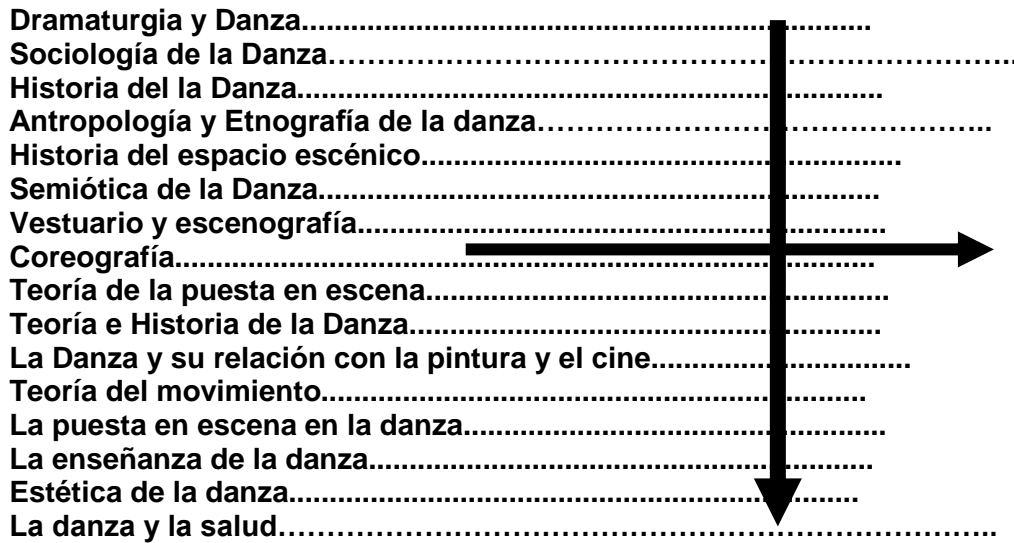 Dramaturgia y Danza......................................................................
Sociología de la Danza……………………………………………………………………...
Historia del la Danza........................................................................
Antropología y Etnografía de la danza……………………………………………...
Historia del espacio escénico...........................................................
Semiótica de la Danza.....................................................................
Vestuario y escenografía.................................................................
Coreografía......................................................................................
Teoría de la puesta en escena.........................................................
Teoría e Historia de la Danza..........................................................
La Danza y su relación con la pintura y el cine................................
Teoría del movimiento...................................................................
La puesta en escena en la danza....................................................
La enseñanza de la danza..............................................................
Estética de la danza......................................................................
La danza y la salud…………………………………………………………………………..